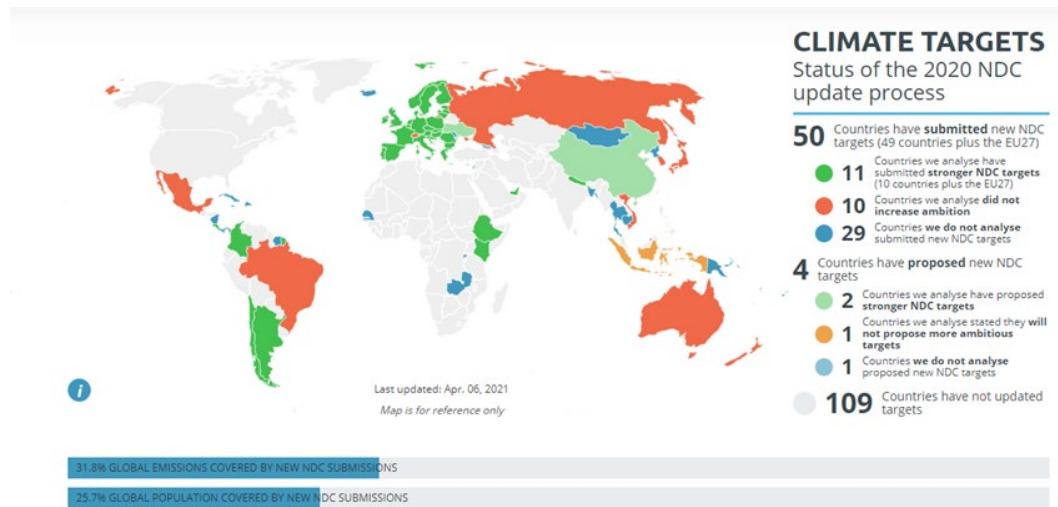 CLIMATE TARGETS
Status of the 2020 NDC
update process
50 Countries have submitted new NDC
targets (49 countries plus the EU27)
11 Countries we analyse have
submitted stronger NDC targets
(10 countries plus the EU27)
10 Countries we analyse did not
increase ambition
29 Countries we do not analyse
submitted new NDC targets
4 Countries have proposed new NDC
targets
2 Countries we analyse have proposed
stronger NDC targets
1 Countries we analyse stated they will
not propose more ambitious
targets
1 Countries we do not analyse
proposed new NDC targets
109 Countries have not updated
targets
i
Last updated: Apr. 06, 2021
Map is for reference only
31.8% GLOBAL EMISSIONS COVERED BY NEW NDC SUBMISSIONS
25.7% GLOBAL POPULATION COVERED BY NEW NDC SUBMISSIONS